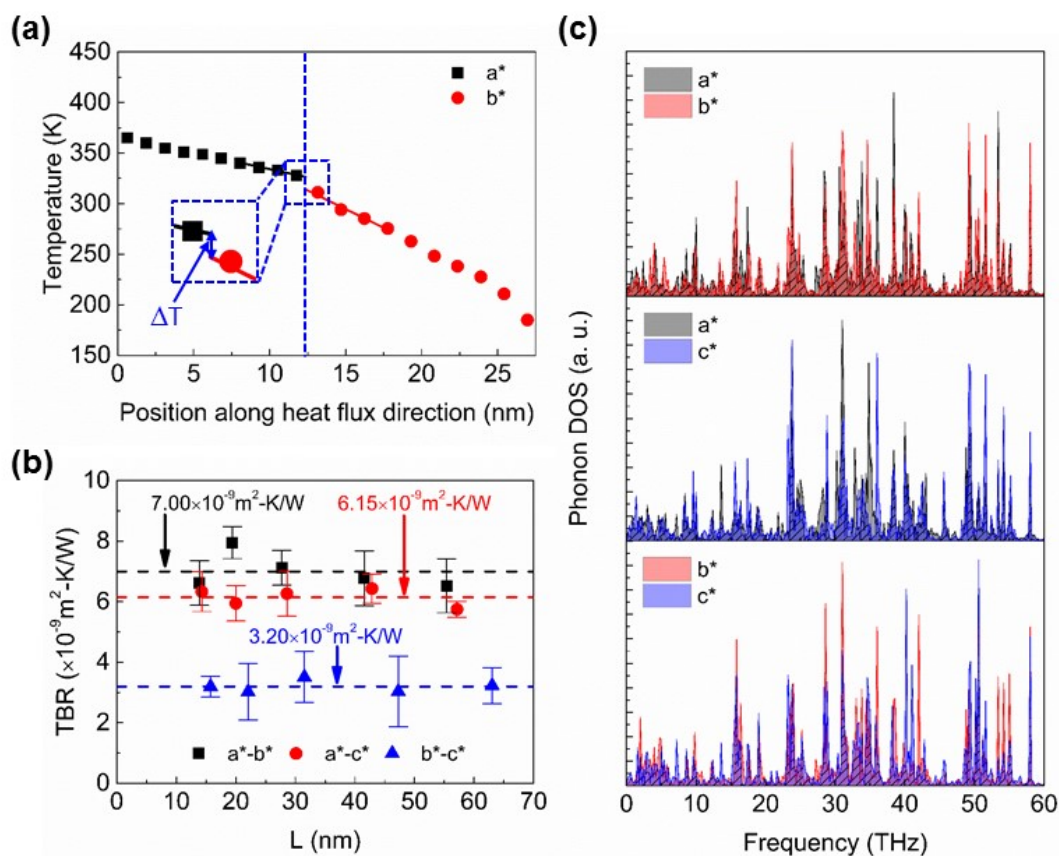 (a)
450
400
350
300
250
200
150
Temperature (K)
a*
b*
ΔT
0 5 10 15 20 25
Position along heat flux direction (nm)
(b)
10
8
6
4
2
0
TBR (×10⁻⁹m²-K/W)
7.00×10⁻⁹m²-K/W
6.15×10⁻⁹m²-K/W
3.20×10⁻⁹m²-K/W
a*-b* a*-c* b*-c*
0 10 20 30 40 50 60 70
L (nm)
(c)
Phonon DOS (a. u.)
a*
b*
a*
c*
b*
c*
0 10 20 30 40 50 60
Frequency (THz)